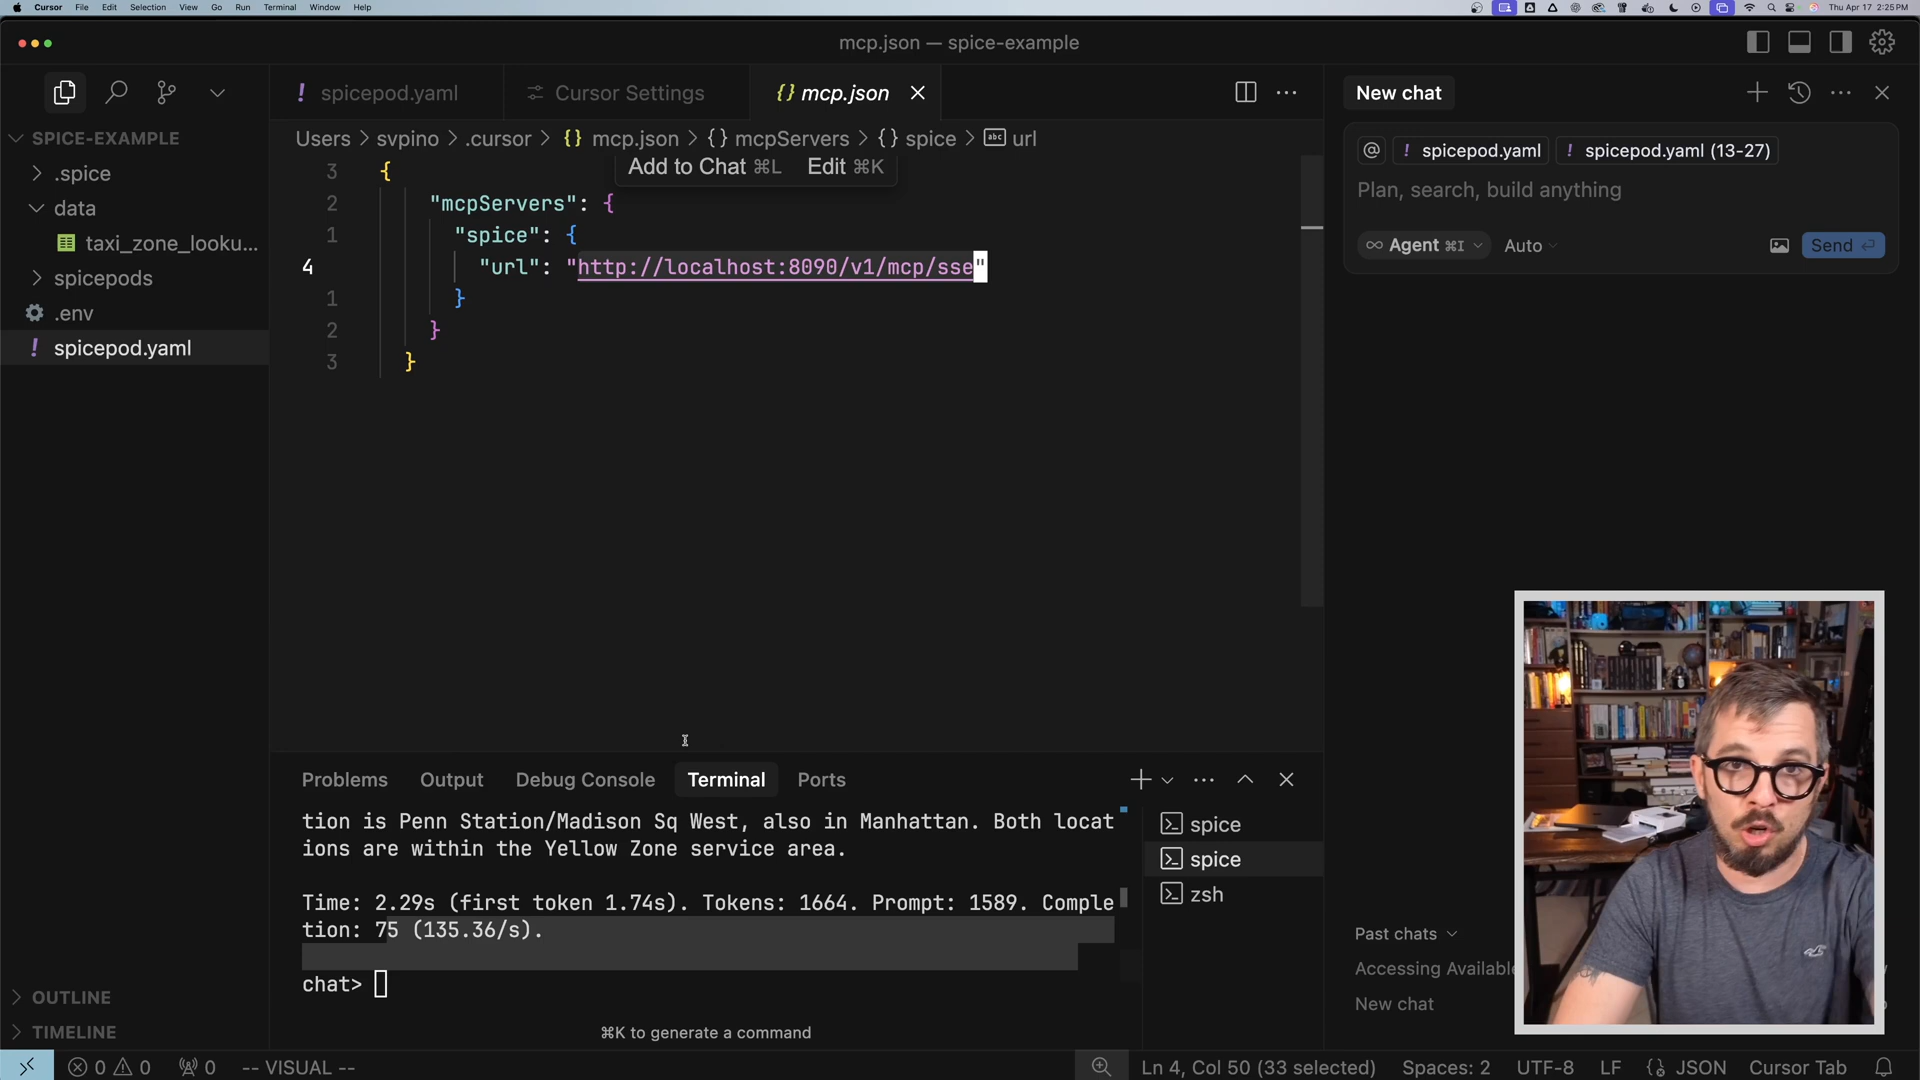 Cursor File Edit Selection View Go Run Terminal Window Help
Thu Apr 17 2:25 PM
mcp.json — spice-example
spicepod.yaml
Cursor Settings
{} mcp.json
New chat
SPICE-EXAMPLE
.spice
data
taxi_zone_looku...
spicepods
.env
spicepod.yaml
Users > svpino > .cursor > {} mcp.json > {} mcpServers > {} spice > abc url
Add to Chat ⌘L Edit ⌘K
3 {
2 "mcpServers": {
1 "spice": {
4 "url": "http://localhost:8090/v1/mcp/sse"
1 }
2 }
3 }
@ ! spicepod.yaml ! spicepod.yaml (13-27)
Plan, search, build anything
∞ Agent ⌘I Auto
Send
Problems Output Debug Console Terminal Ports
tion is Penn Station/Madison Sq West, also in Manhattan. Both locat
ions are within the Yellow Zone service area.
Time: 2.29s (first token 1.74s). Tokens: 1664. Prompt: 1589. Comple
tion: 75 (135.36/s).
chat>
⌘K to generate a command
spice
spice
zsh
Past chats
Accessing Available
New chat
OUTLINE
TIMELINE
0 0 0 -- VISUAL --
Ln 4, Col 50 (33 selected) Spaces: 2 UTF-8 LF {} JSON Cursor Tab